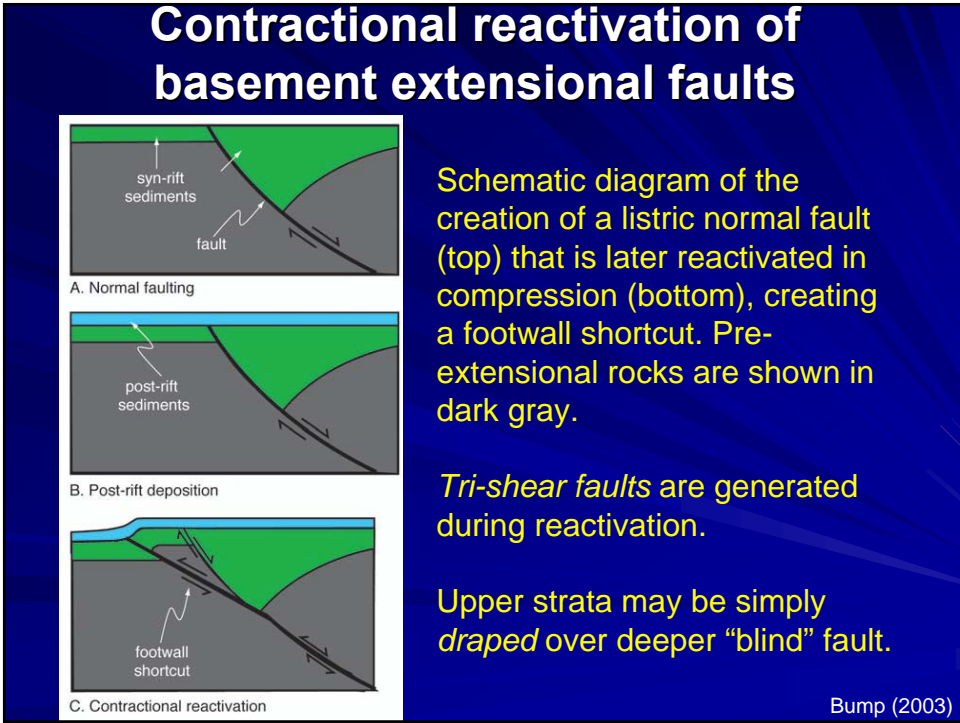 Contractional reactivation of
basement extensional faults
syn-rift
sediments
fault
A. Normal faulting
post-rift
sediments
B. Post-rift deposition
footwall
shortcut
C. Contractional reactivation
Schematic diagram of the
creation of a listric normal fault
(top) that is later reactivated in
compression (bottom), creating
a footwall shortcut. Pre-
extensional rocks are shown in
dark gray.
Tri-shear faults are generated
during reactivation.
Upper strata may be simply
draped over deeper “blind” fault.
Bump (2003)